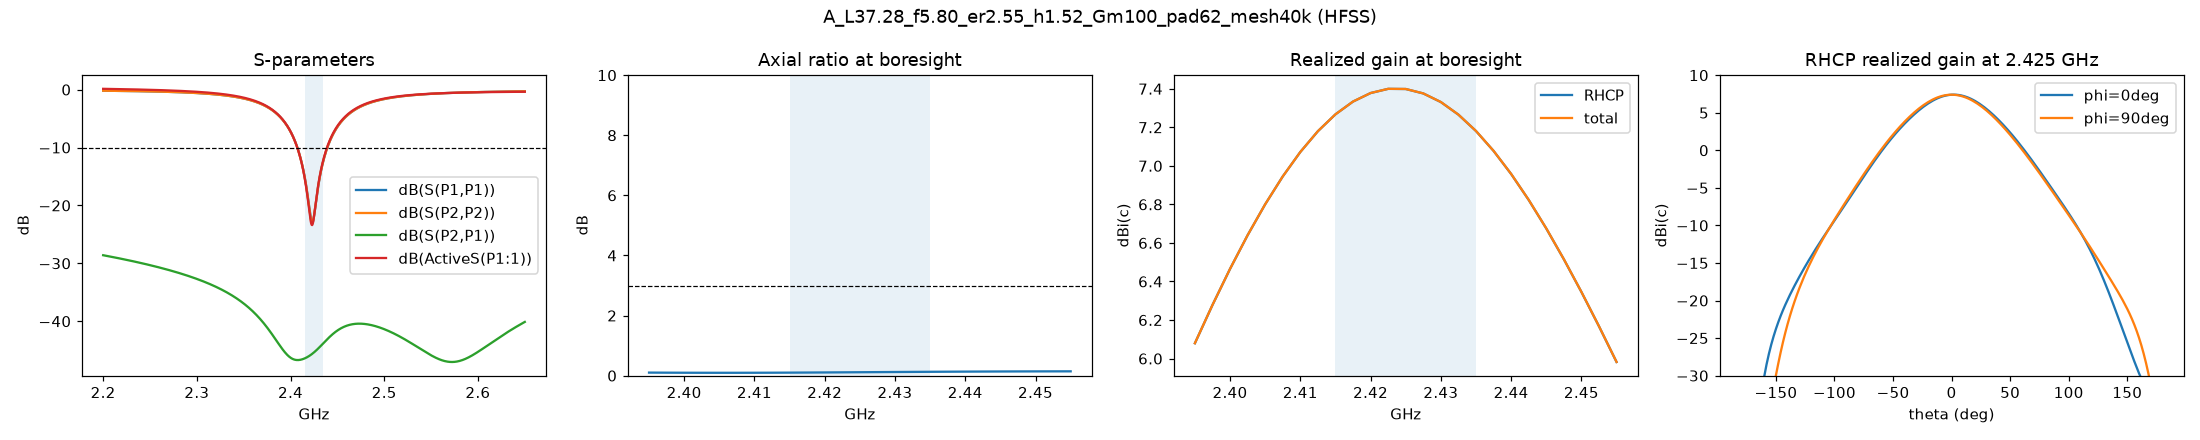 A_L37.28_f5.80_er2.55_h1.52_Gm100_pad62_mesh40k (HFSS)
S-parameters
dB
0
−10
−20
−30
−40
dB(S(P1,P1))
dB(S(P2,P2))
dB(S(P2,P1))
dB(ActiveS(P1:1))
2.2 2.3 2.4 2.5 2.6
GHz
Axial ratio at boresight
dB
10
8
6
4
2
0
2.40 2.41 2.42 2.43 2.44 2.45
GHz
Realized gain at boresight
dBi(c)
7.4
7.2
7.0
6.8
6.6
6.4
6.2
6.0
RHCP
total
2.40 2.41 2.42 2.43 2.44 2.45
GHz
RHCP realized gain at 2.425 GHz
dBi(c)
10
5
0
−5
−10
−15
−20
−25
−30
phi=0deg
phi=90deg
−150 −100 −50 0 50 100 150
theta (deg)